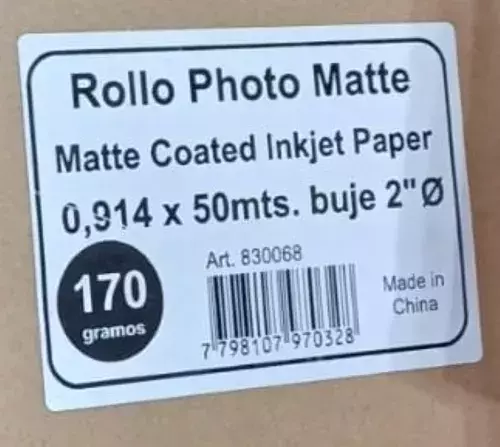 Rollo Photo Matte
Matte Coated Inkjet Paper
0,914 x 50mts. buje 2"Ø
170
gramos
Art. 830068
7 798107 970328
Made in
China